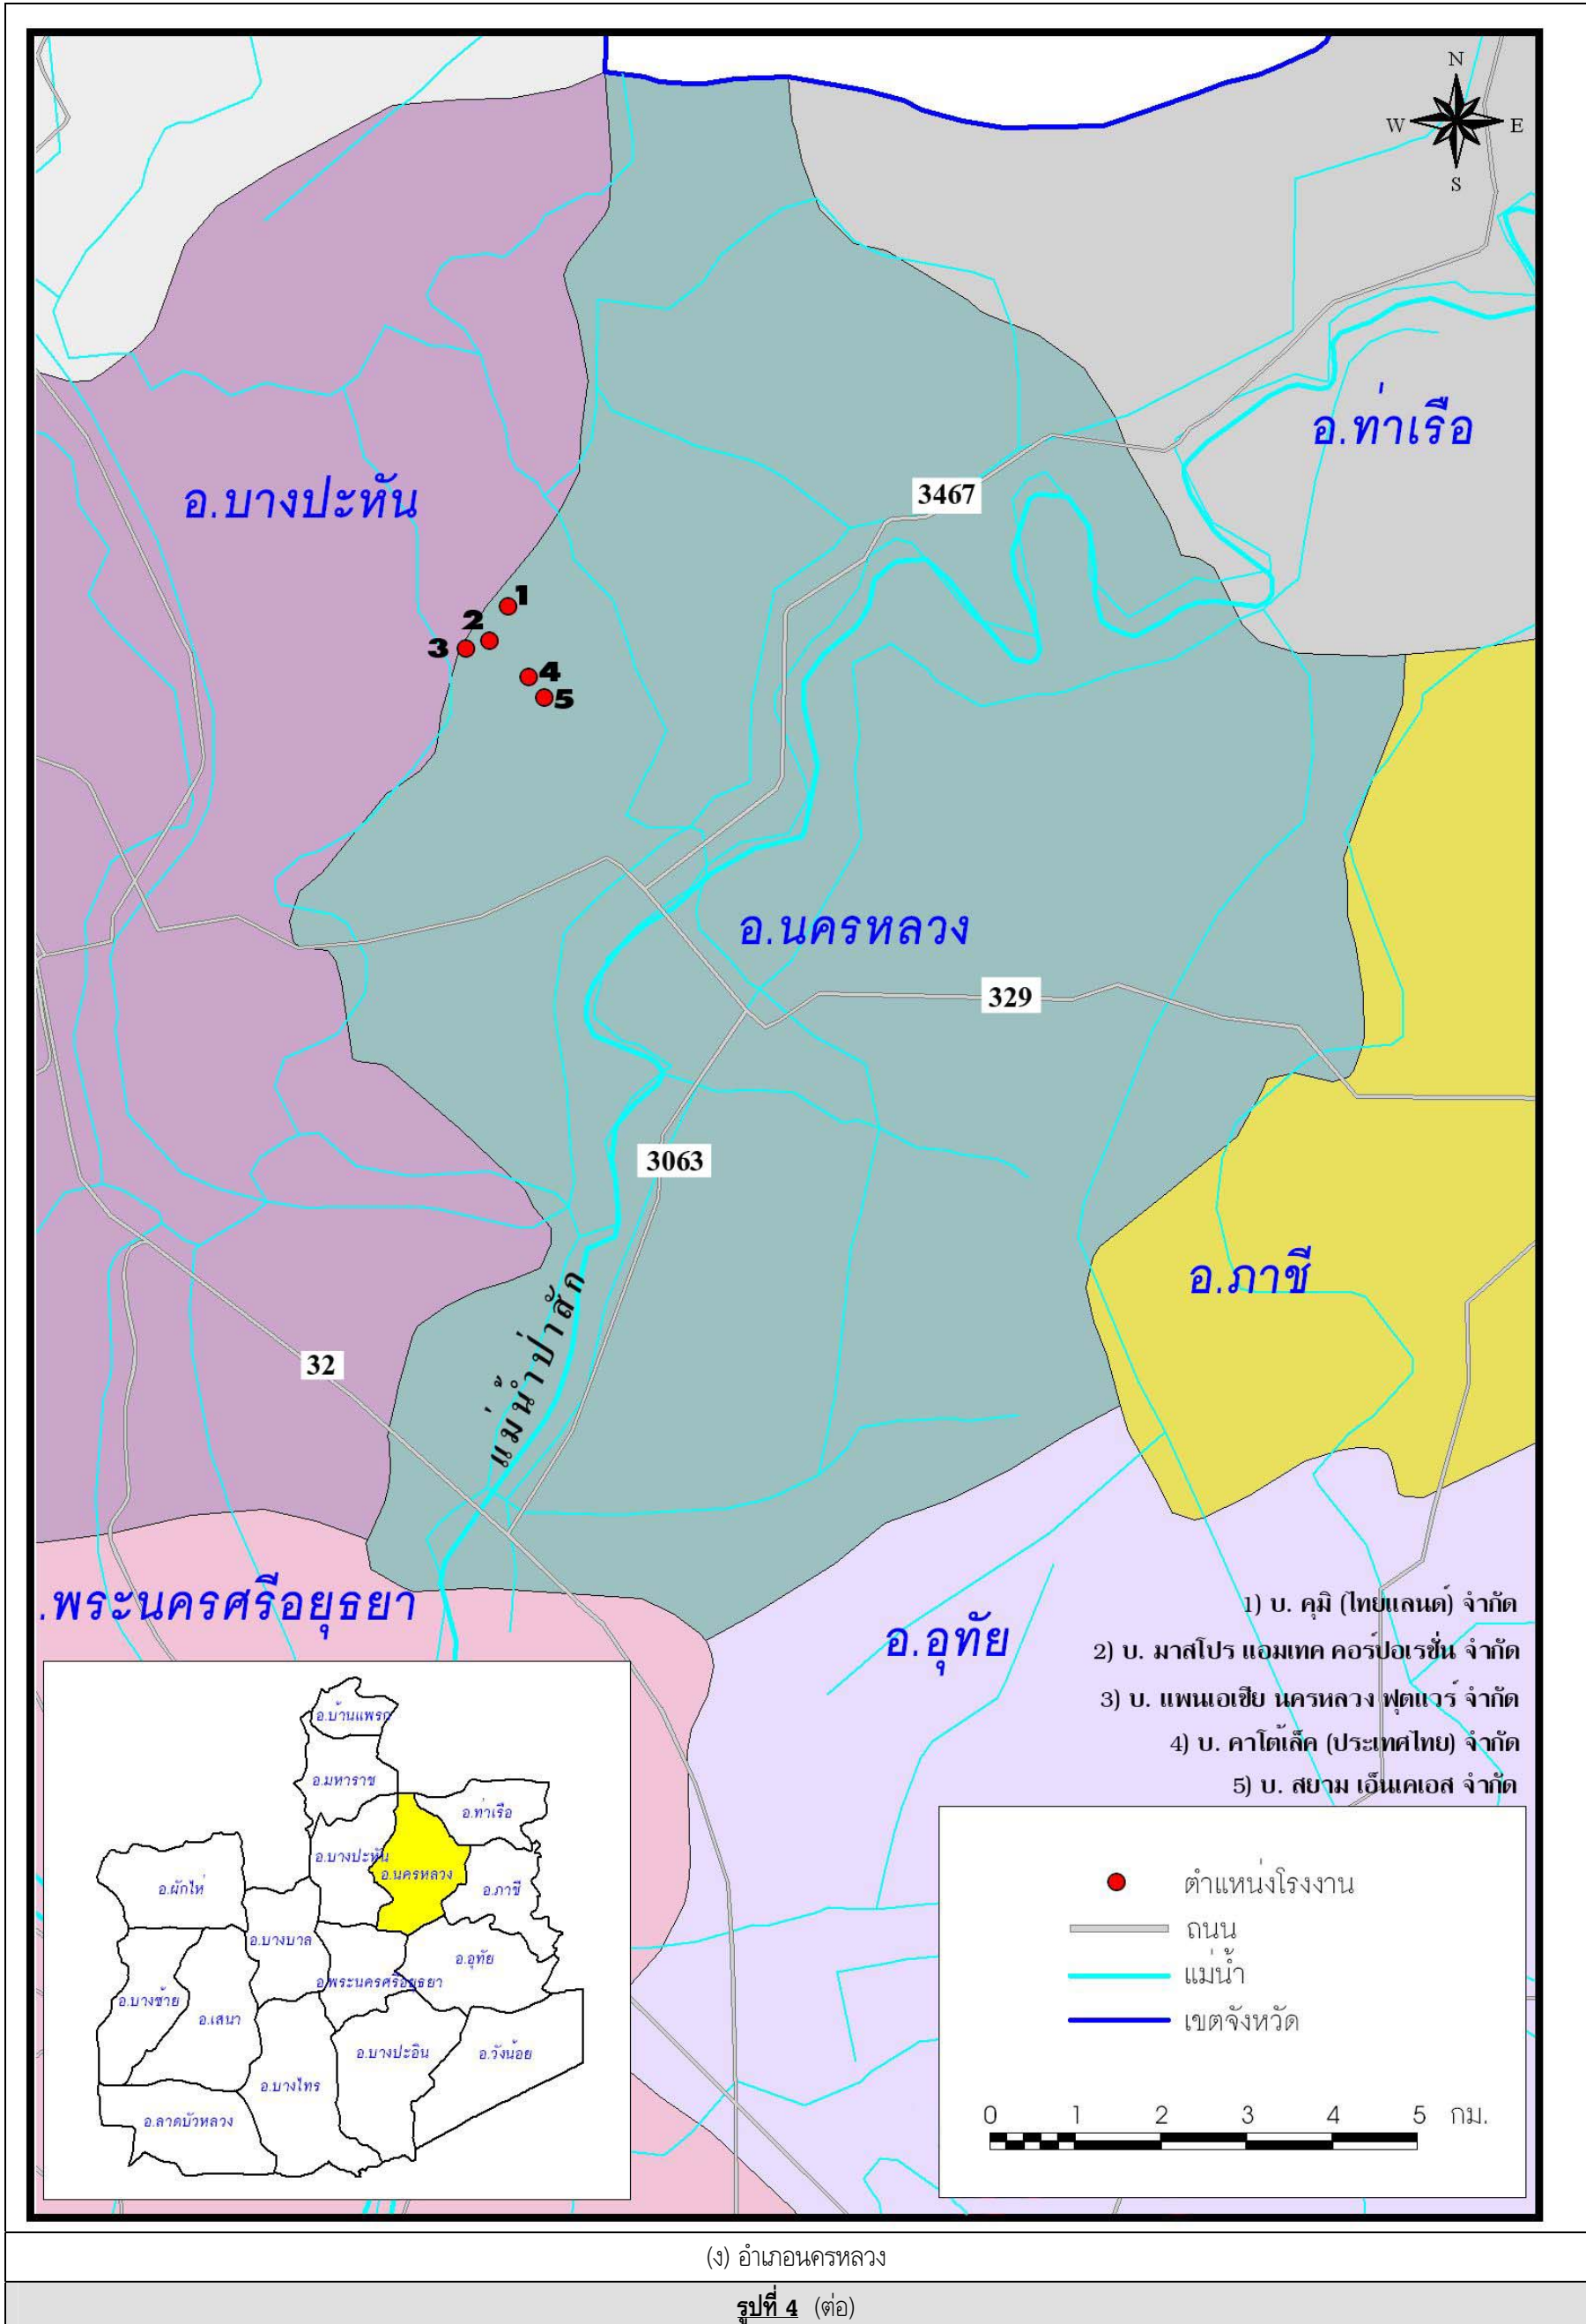 N
W E
S
อ.ท่าเรือ
อ.บางปะหัน
3467
1
2
3
4
5
อ.นครหลวง
329
3063
อ.ภาชี
แม่น้ำป่าสัก
32
.พระนครศรีอยุธยา
อ.อุทัย
1) บ. คุมิ (ไทยแลนด์) จำกัด
2) บ. มาสโปร แอมเทค คอร์ปอเรชั่น จำกัด
3) บ. แพนเอเชีย นครหลวง ฟุตแวร์ จำกัด
4) บ. คาโต้เล็ค (ประเทศไทย) จำกัด
5) บ. สยาม เอ็นเคเอส จำกัด
อ.บ้านแพรก
อ.มหาราช
อ.ท่าเรือ
อ.บางปะหัน
อ.นครหลวง
อ.ผักไห่
อ.ภาชี
อ.บางบาล
อ.อุทัย
อ.พระนครศรีอยุธยา
อ.บางซ้าย
อ.เสนา
อ.บางปะอิน
อ.วังน้อย
อ.บางไทร
อ.ลาดบัวหลวง
ตำแหน่งโรงงาน
ถนน
แม่น้ำ
เขตจังหวัด
0 1 2 3 4 5 กม.
(ง) อำเภอนครหลวง
รูปที่ 4 (ต่อ)